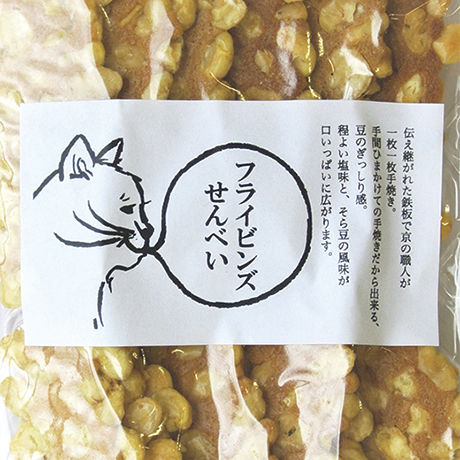 伝え継がれた鉄板で京の職人が
一枚一枚手焼き。
手間ひまかけての手焼きだから出来る、
豆のぎっしり感。
程よい塩味と、そら豆の風味が
口いっぱいに広がります。
フライビンズ
せんべい